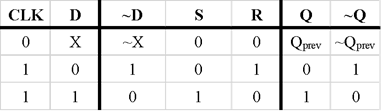 CLK D ~D S R Q ~Q
0 X ~X 0 0 Qprev ~Qprev
1 0 1 0 1 0 1
1 1 0 1 0 1 0